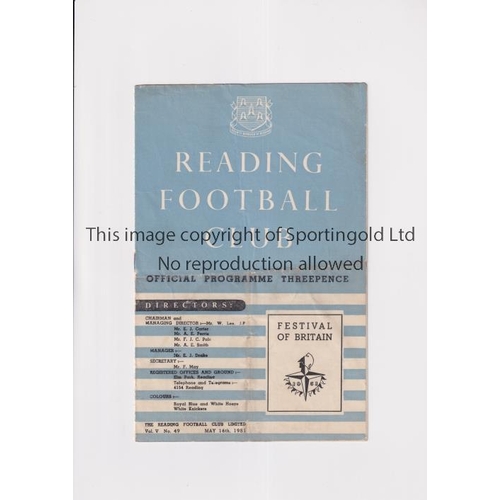 READING
FOOTBALL
CLUB
This image copyright of Sportingold Ltd
No reproduction allowed
OFFICIAL PROGRAMME THREEPENCE
DIRECTORS:
CHAIRMAN and
MANAGING DIRECTOR :—Mr. W. Lee
Mr. E. J. Carter
Mr. F. J. C.
Mr. A. E. Smith
MANAGER :—
SECRETARY :—
Mr. F. May
REGISTERED OFFICES AND GROUND :—
Elm Park, Reading
Telephone and
Reading
COLOURS :—
Royal Blue and White Hoops
White Knickers
THE READING FOOTBALL CLUB LIMITED
Vol. V No. 49 MAY 14th, 1951
FESTIVAL
OF BRITAIN